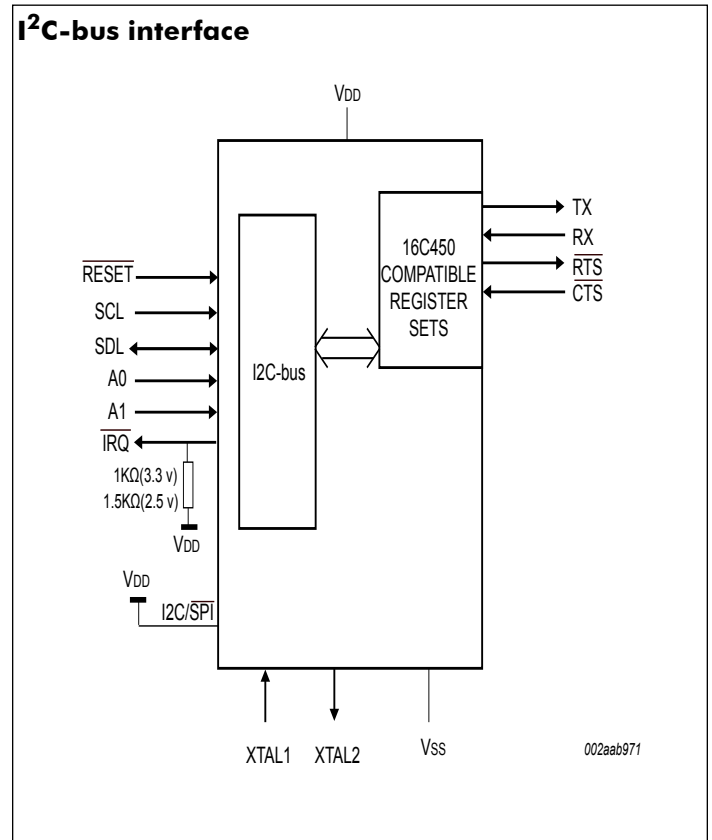 I²C-bus interface
VDD
TX
RX
RTS
CTS
16C450
COMPATIBLE
REGISTER
SETS
RESET
SCL
SDL
A0
A1
IRQ
I2C-bus
1KΩ(3.3 v)
1.5KΩ(2.5 v)
VDD
VDD
I2C/SPI
XTAL1 XTAL2 Vss
002aab971